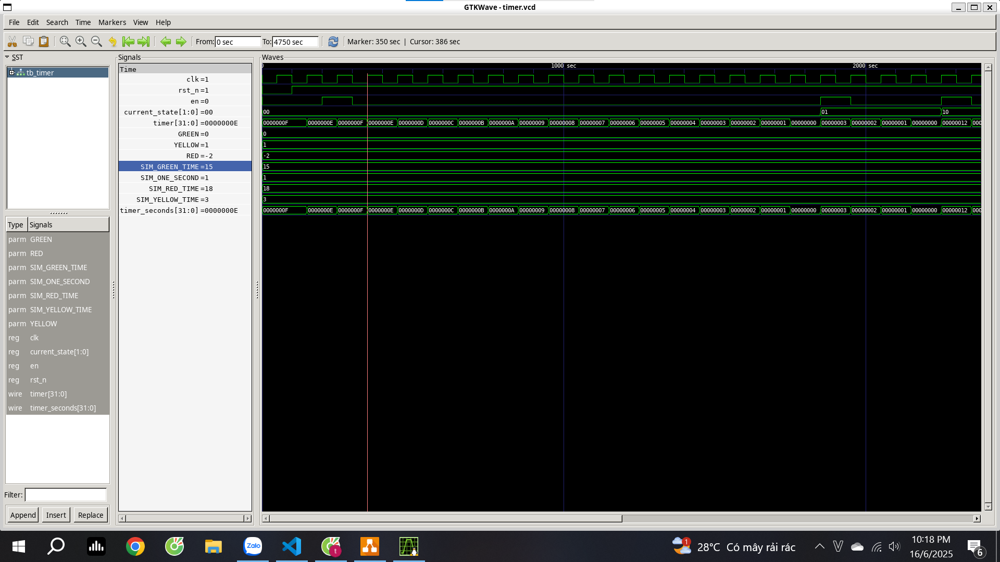 GTKWave - timer.vcd
File Edit Search Time Markers View Help
From: 0 sec To: 4750 sec Marker: 350 sec | Cursor: 386 sec
SST
tb_timer
Type Signals
parm GREEN
parm RED
parm SIM_GREEN_TIME
parm SIM_ONE_SECOND
parm SIM_RED_TIME
parm SIM_YELLOW_TIME
parm YELLOW
reg clk
reg current_state[1:0]
reg en
reg rst_n
wire timer[31:0]
wire timer_seconds[31:0]
Filter:
Append Insert Replace
Signals
Time
clk =1
rst_n =1
en =0
current_state[1:0] =00
timer[31:0] =0000000E
GREEN =0
YELLOW =1
RED =-2
SIM_GREEN_TIME =15
SIM_ONE_SECOND =1
SIM_RED_TIME =18
SIM_YELLOW_TIME =3
timer_seconds[31:0] =0000000E
Waves
0 1000 sec 2000 sec
00 01 10
0000000F 0000000E 0000000F 0000000E 0000000D 0000000C 0000000B 0000000A 00000009 00000008 00000007 00000006 00000005 00000004 00000003 00000002 00000001 00000000 00000003 00000002 00000001 00000000 00000012 000
0
1
-2
15
1
18
3
0000000F 0000000E 0000000F 0000000E 0000000D 0000000C 0000000B 0000000A 00000009 00000008 00000007 00000006 00000005 00000004 00000003 00000002 00000001 00000000 00000003 00000002 00000001 00000000 00000012 000
Zalo
t
1
28°C Có mây rải rác
V
10:18 PM
16/6/2025
6